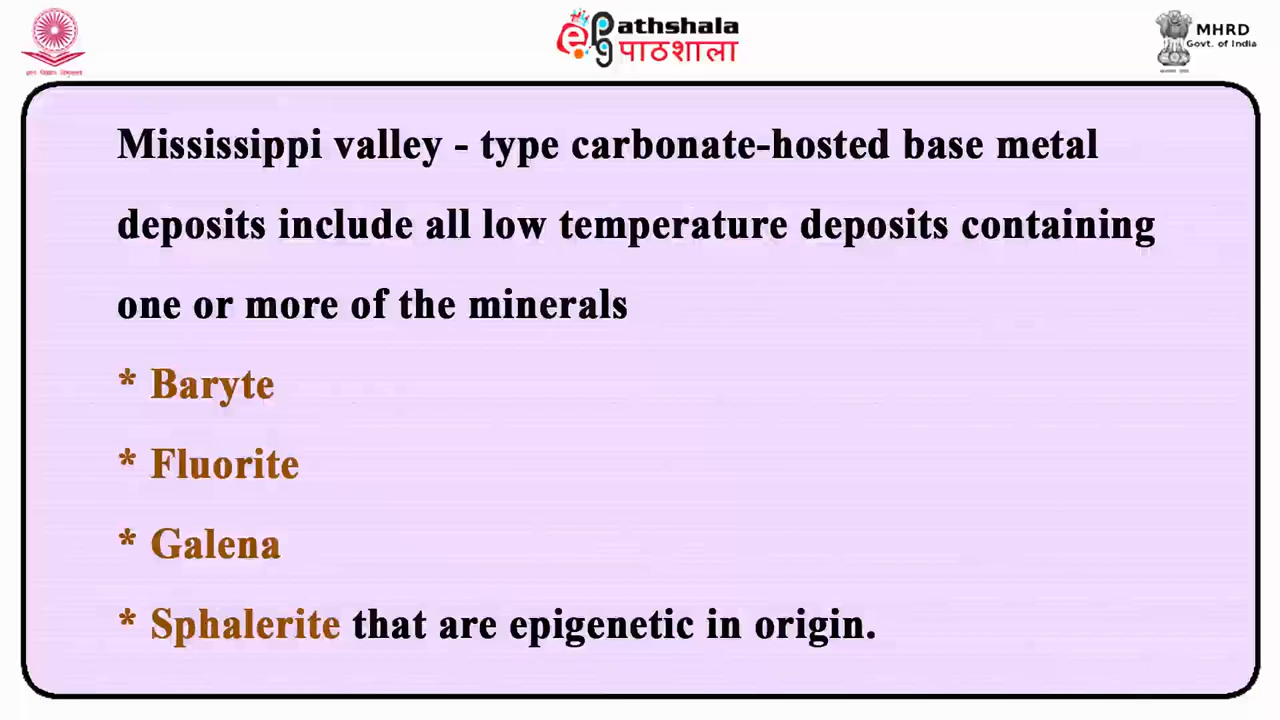 ePathshala
पाठशाला
MHRD
Govt. of India
Mississippi valley - type carbonate-hosted base metal
deposits include all low temperature deposits containing
one or more of the minerals
* Baryte
* Fluorite
* Galena
* Sphalerite that are epigenetic in origin.